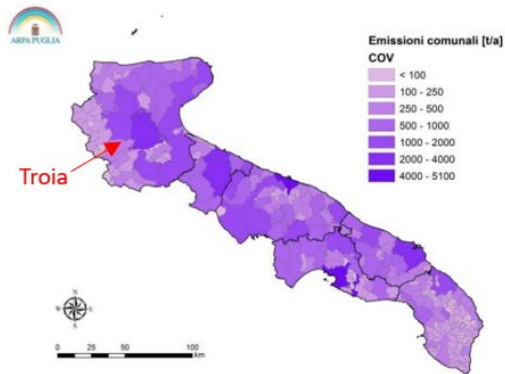 ARPA PUGLIA
Emissioni comunali [t/a]
COV
< 100
100 - 250
250 - 500
500 - 1000
1000 - 2000
2000 - 4000
4000 - 5100
Troia
N
W
E
S
0 25 50 75 100
km